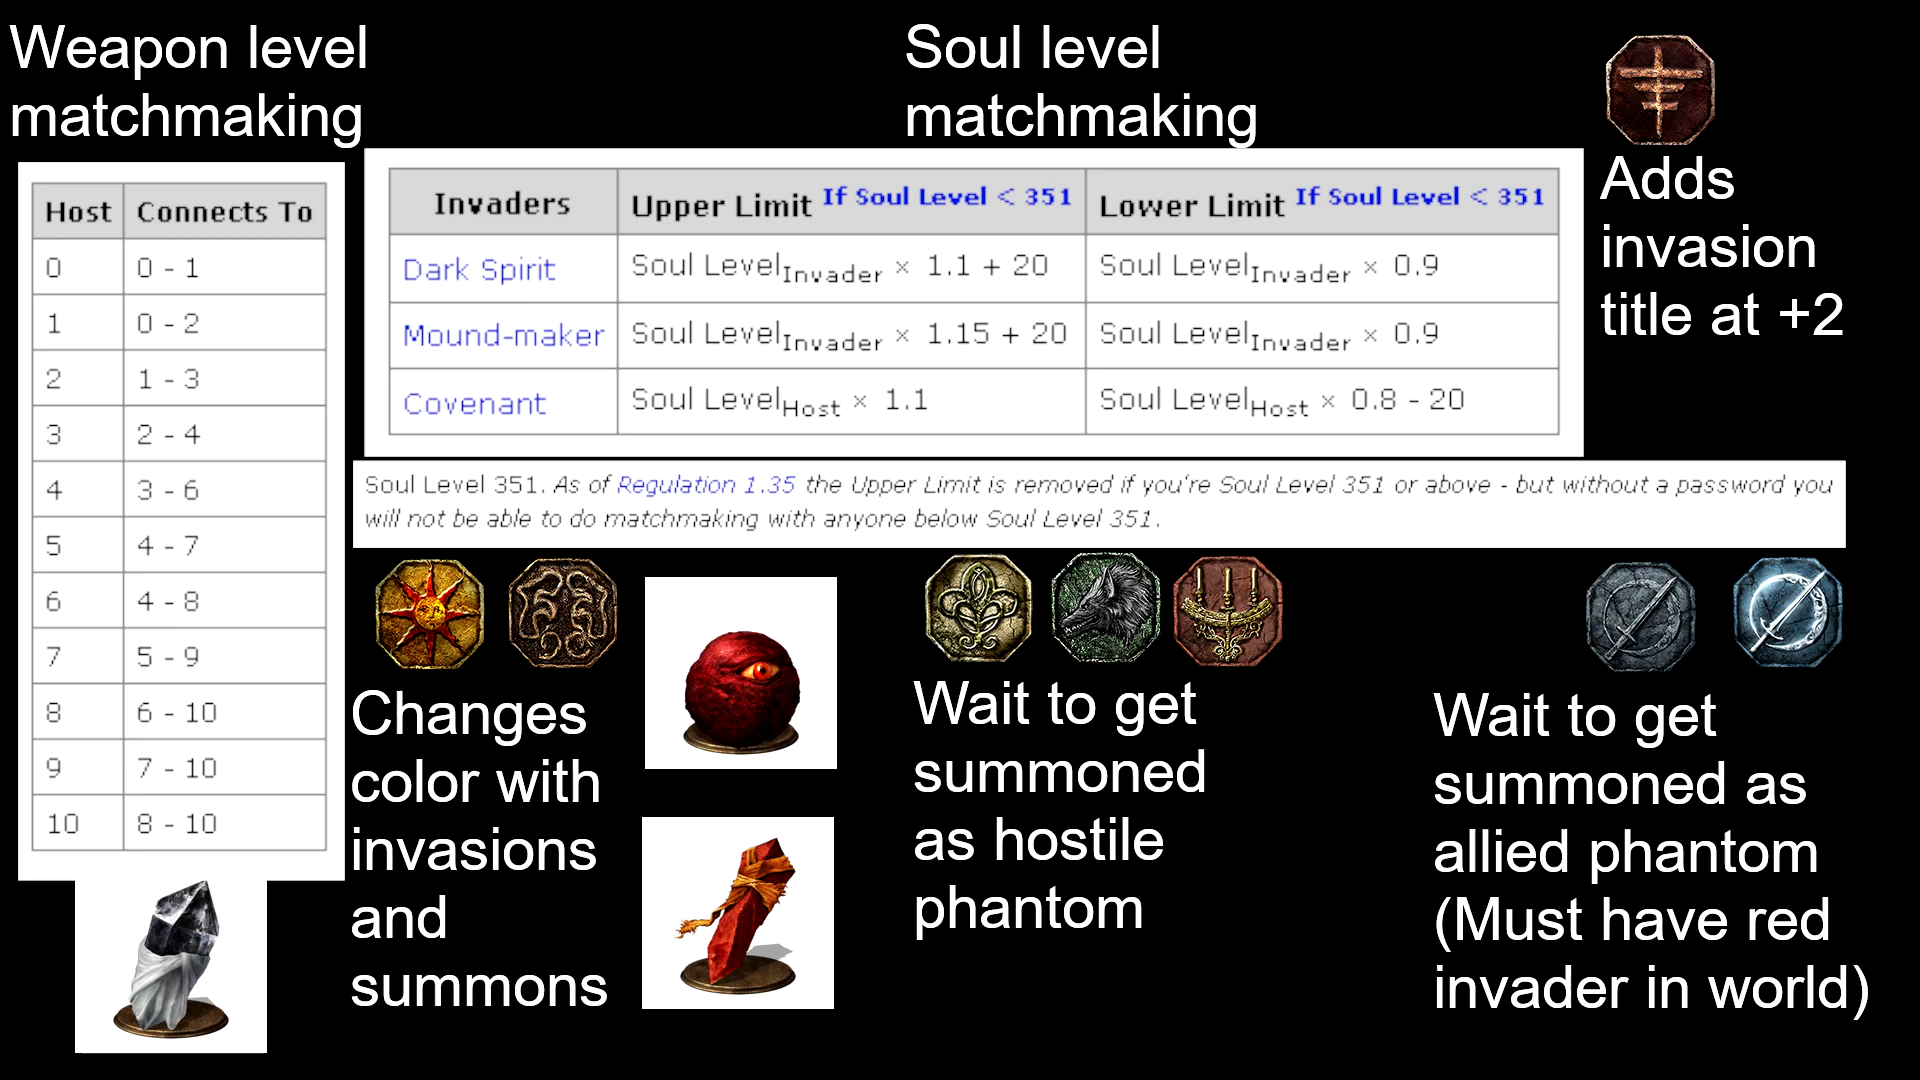 Weapon level
matchmaking
Host Connects To
0 0 - 1
1 0 - 2
2 1 - 3
3 2 - 4
4 3 - 6
5 4 - 7
6 4 - 8
7 5 - 9
8 6 - 10
9 7 - 10
10 8 - 10
Soul level
matchmaking
Invaders Upper Limit If Soul Level < 351 Lower Limit If Soul Level < 351
Dark Spirit Soul LevelInvader × 1.1 + 20 Soul LevelInvader × 0.9
Mound-maker Soul LevelInvader × 1.15 + 20 Soul LevelInvader × 0.9
Covenant Soul LevelHost × 1.1 Soul LevelHost × 0.8 - 20
Soul Level 351. As of Regulation 1.35 the Upper Limit is removed if you're Soul Level 351 or above - but without a password you
will not be able to do matchmaking with anyone below Soul Level 351.
Adds
invasion
title at +2
Changes
color with
invasions
and
summons
Wait to get
summoned
as hostile
phantom
Wait to get
summoned as
allied phantom
(Must have red
invader in world)